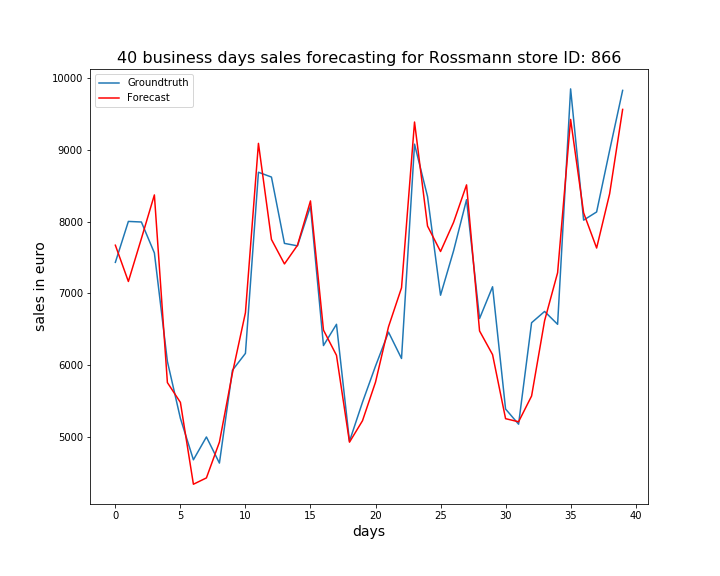 40 business days sales forecasting for Rossmann store ID: 866
Groundtruth
Forecast
10000
9000
8000
7000
6000
5000
sales in euro
0 5 10 15 20 25 30 35 40
days